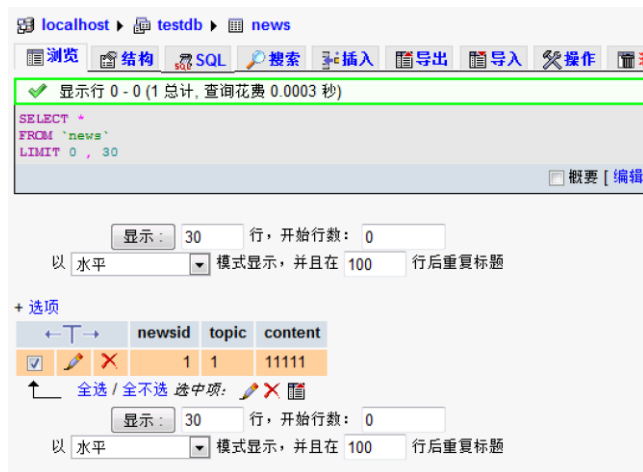 localhost ▸ testdb ▸ news
浏览 结构 SQL 搜索 插入 导出 导入 操作
显示行 0 - 0 (1 总计, 查询花费 0.0003 秒)
SELECT *
FROM `news`
LIMIT 0 , 30
概要 [ 编辑
显示 : 30 行，开始行数： 0
以 水平 模式显示，并且在 100 行后重复标题
+ 选项
←T→ newsid topic content
1 1 11111
全选 / 全不选 选中项:
显示 : 30 行，开始行数： 0
以 水平 模式显示，并且在 100 行后重复标题